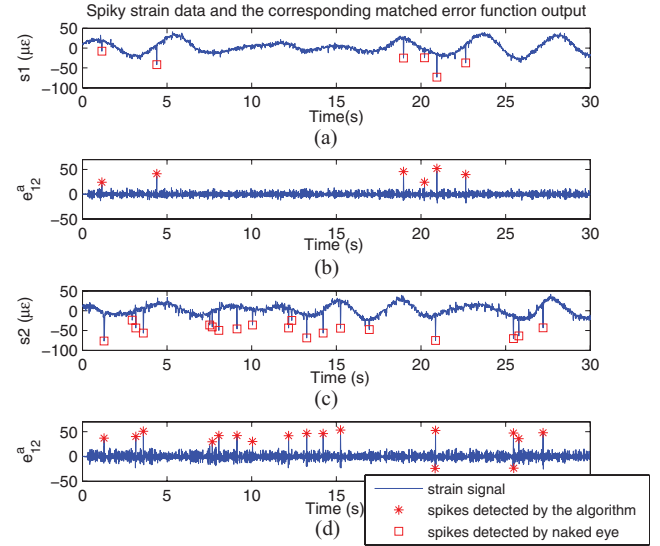 Spiky strain data and the corresponding matched error function output
50
0
−50
−100
s1 (με)
0 5 10 15 20 25 30
Time(s)
(a)
50
0
−50
e^a_12
0 5 10 15 20 25 30
Time (s)
(b)
50
0
−50
−100
s2 (με)
0 5 10 15 20 25 30
Time (s)
(c)
50
0
−50
e^a_12
0 5 10 15
Time (s)
(d)
strain signal
spikes detected by the algorithm
spikes detected by naked eye